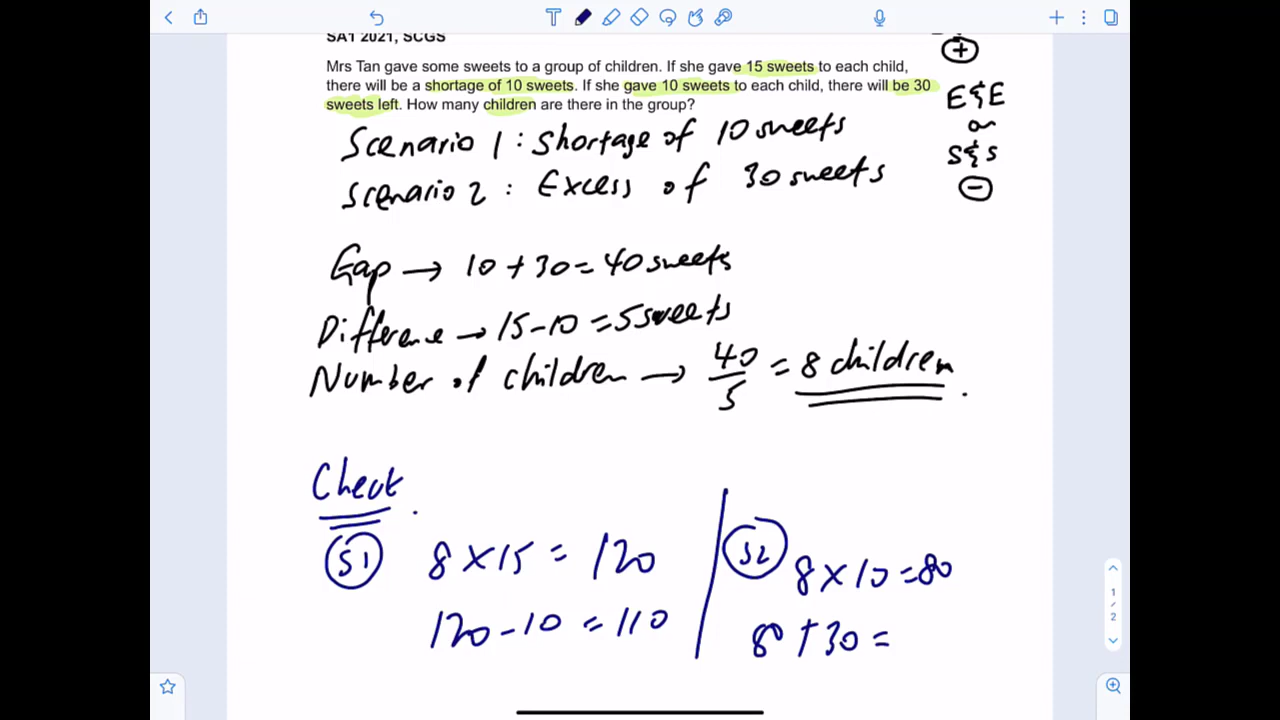 SA1 2021, SCGS
Mrs Tan gave some sweets to a group of children. If she gave 15 sweets to each child,
there will be a shortage of 10 sweets. If she gave 10 sweets to each child, there will be 30
sweets left. How many children are there in the group?
+
E&E
or
S&S
-
Scenario 1 : Shortage of 10 sweets
Scenario 2 : Excess of 30 sweets
Gap → 10 + 30 = 40 sweets
Difference → 15 - 10 = 5 sweets
Number of children → 40/5 = 8 children.
Check.
S1 8 × 15 = 120
120 - 10 = 110
S2 8 × 10 = 80
80 + 30 =
1
/
2